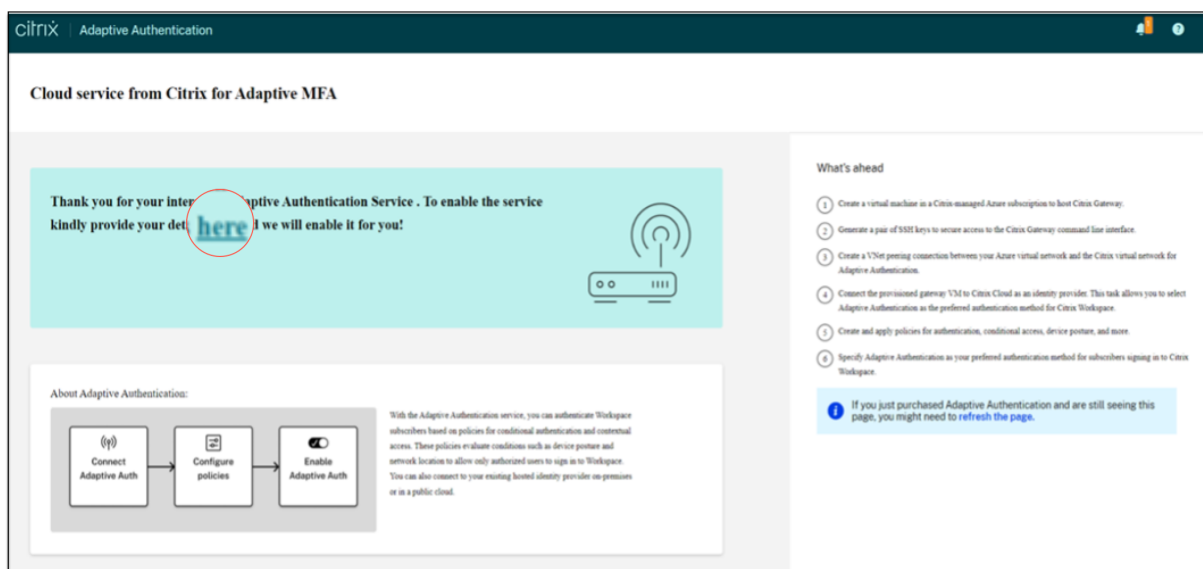 citrix | Adaptive Authentication
Cloud service from Citrix for Adaptive MFA
Thank you for your inter ptive Authentication Service . To enable the service
kindly provide your det here we will enable it for you!
What's ahead
1 Create a virtual machine in a Citrix-managed Azure subscription to host Citrix Gateway.
2 Generate a pair of SSH keys to secure access to the Citrix Gateway command line interface.
3 Create a VNet peering connection between your Azure virtual network and the Citrix virtual network for
Adaptive Authentication.
4 Connect the provisioned gateway VM to Citrix Cloud as an identity provider. This task allows you to select
Adaptive Authentication as the preferred authentication method for Citrix Workspace.
5 Create and apply policies for authentication, conditional access, device posture, and more.
6 Specify Adaptive Authentication as your preferred authentication method for subscribers signing in to Citrix
Workspace.
If you just purchased Adaptive Authentication and are still seeing this
page, you might need to refresh the page.
About Adaptive Authentication:
Connect
Adaptive Auth
Configure
policies
Enable
Adaptive Auth
With the Adaptive Authentication service, you can authenticate Workspace
subscribers based on policies for conditional authentication and contextual
access. These policies evaluate conditions such as device posture and
network location to allow only authorized users to sign in to Workspace.
You can also connect to your existing hosted identity provider on-premises
or in a public cloud.